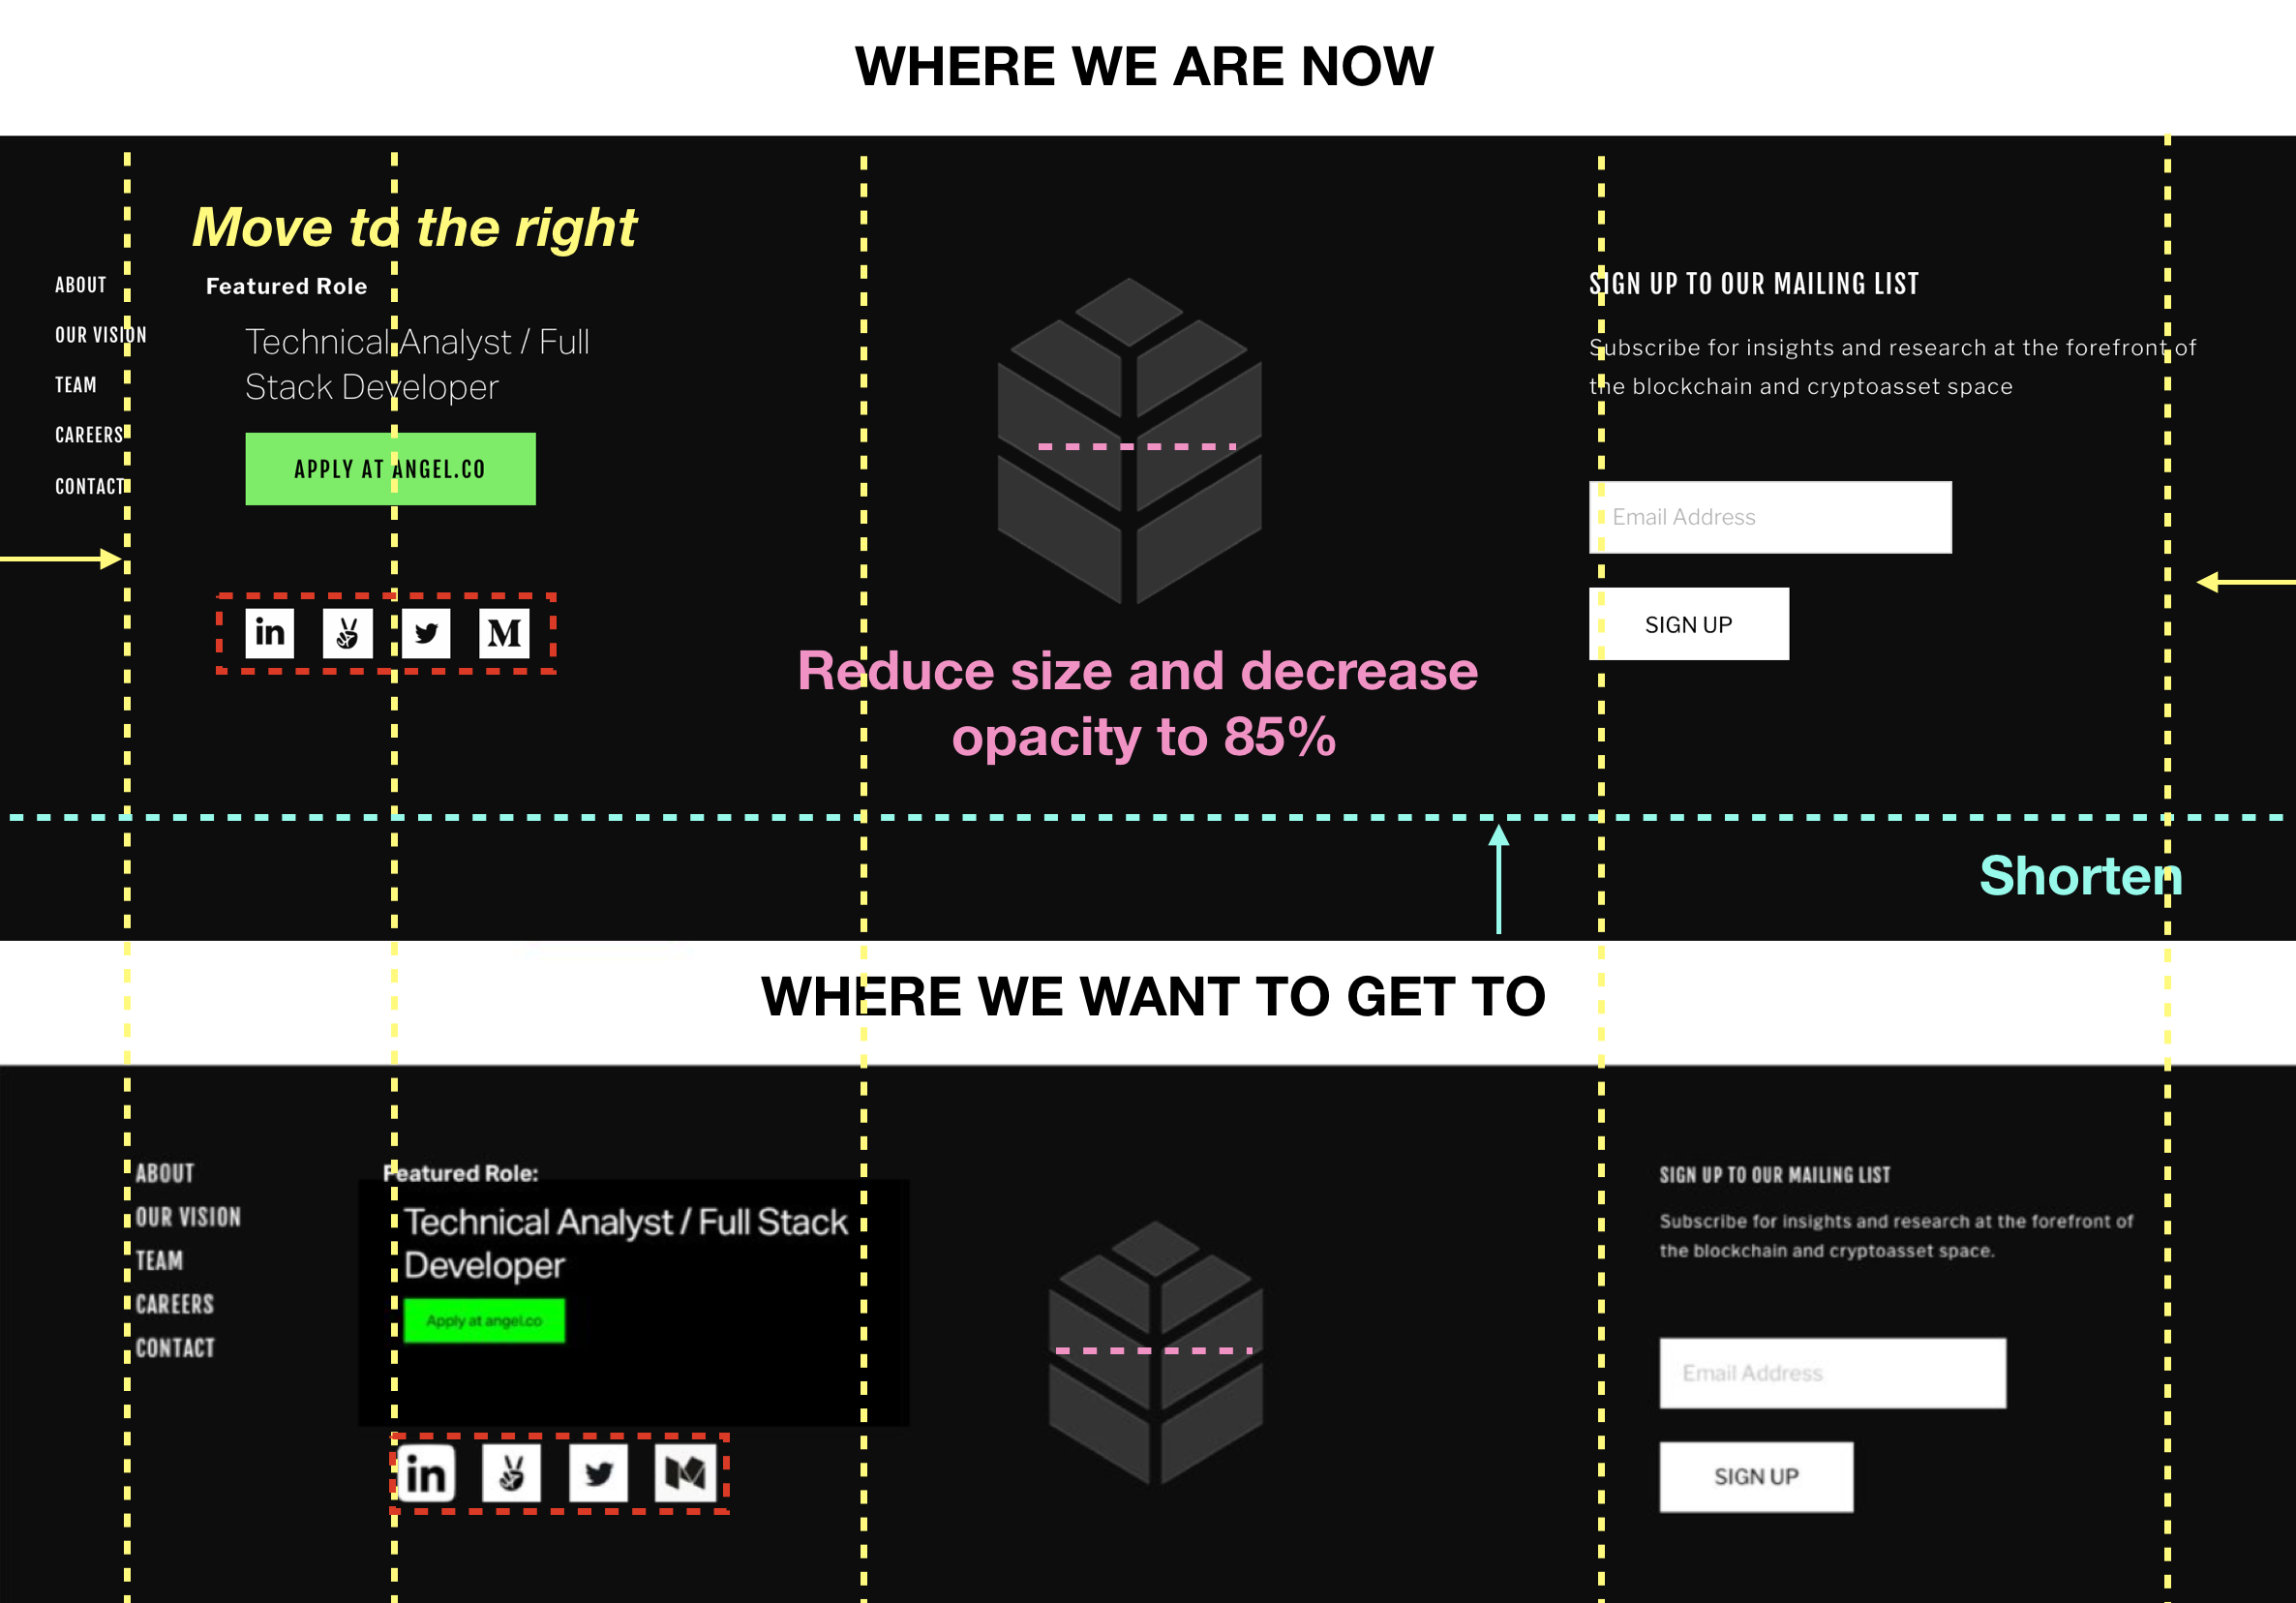 WHERE WE ARE NOW
Move to the right
ABOUT
OUR VISION
TEAM
CAREERS
CONTACT
Featured Role
Technical Analyst / Full
Stack Developer
APPLY AT ANGEL.CO
in
M
Reduce size and decrease
opacity to 85%
SIGN UP TO OUR MAILING LIST
Subscribe for insights and research at the forefront of
the blockchain and cryptoasset space
Email Address
SIGN UP
Shorten
WHERE WE WANT TO GET TO
ABOUT
OUR VISION
TEAM
CAREERS
CONTACT
Featured Role:
Technical Analyst / Full Stack
Developer
Apply at angel.co
in
M
SIGN UP TO OUR MAILING LIST
Subscribe for insights and research at the forefront of
the blockchain and cryptoasset space.
Email Address
SIGN UP